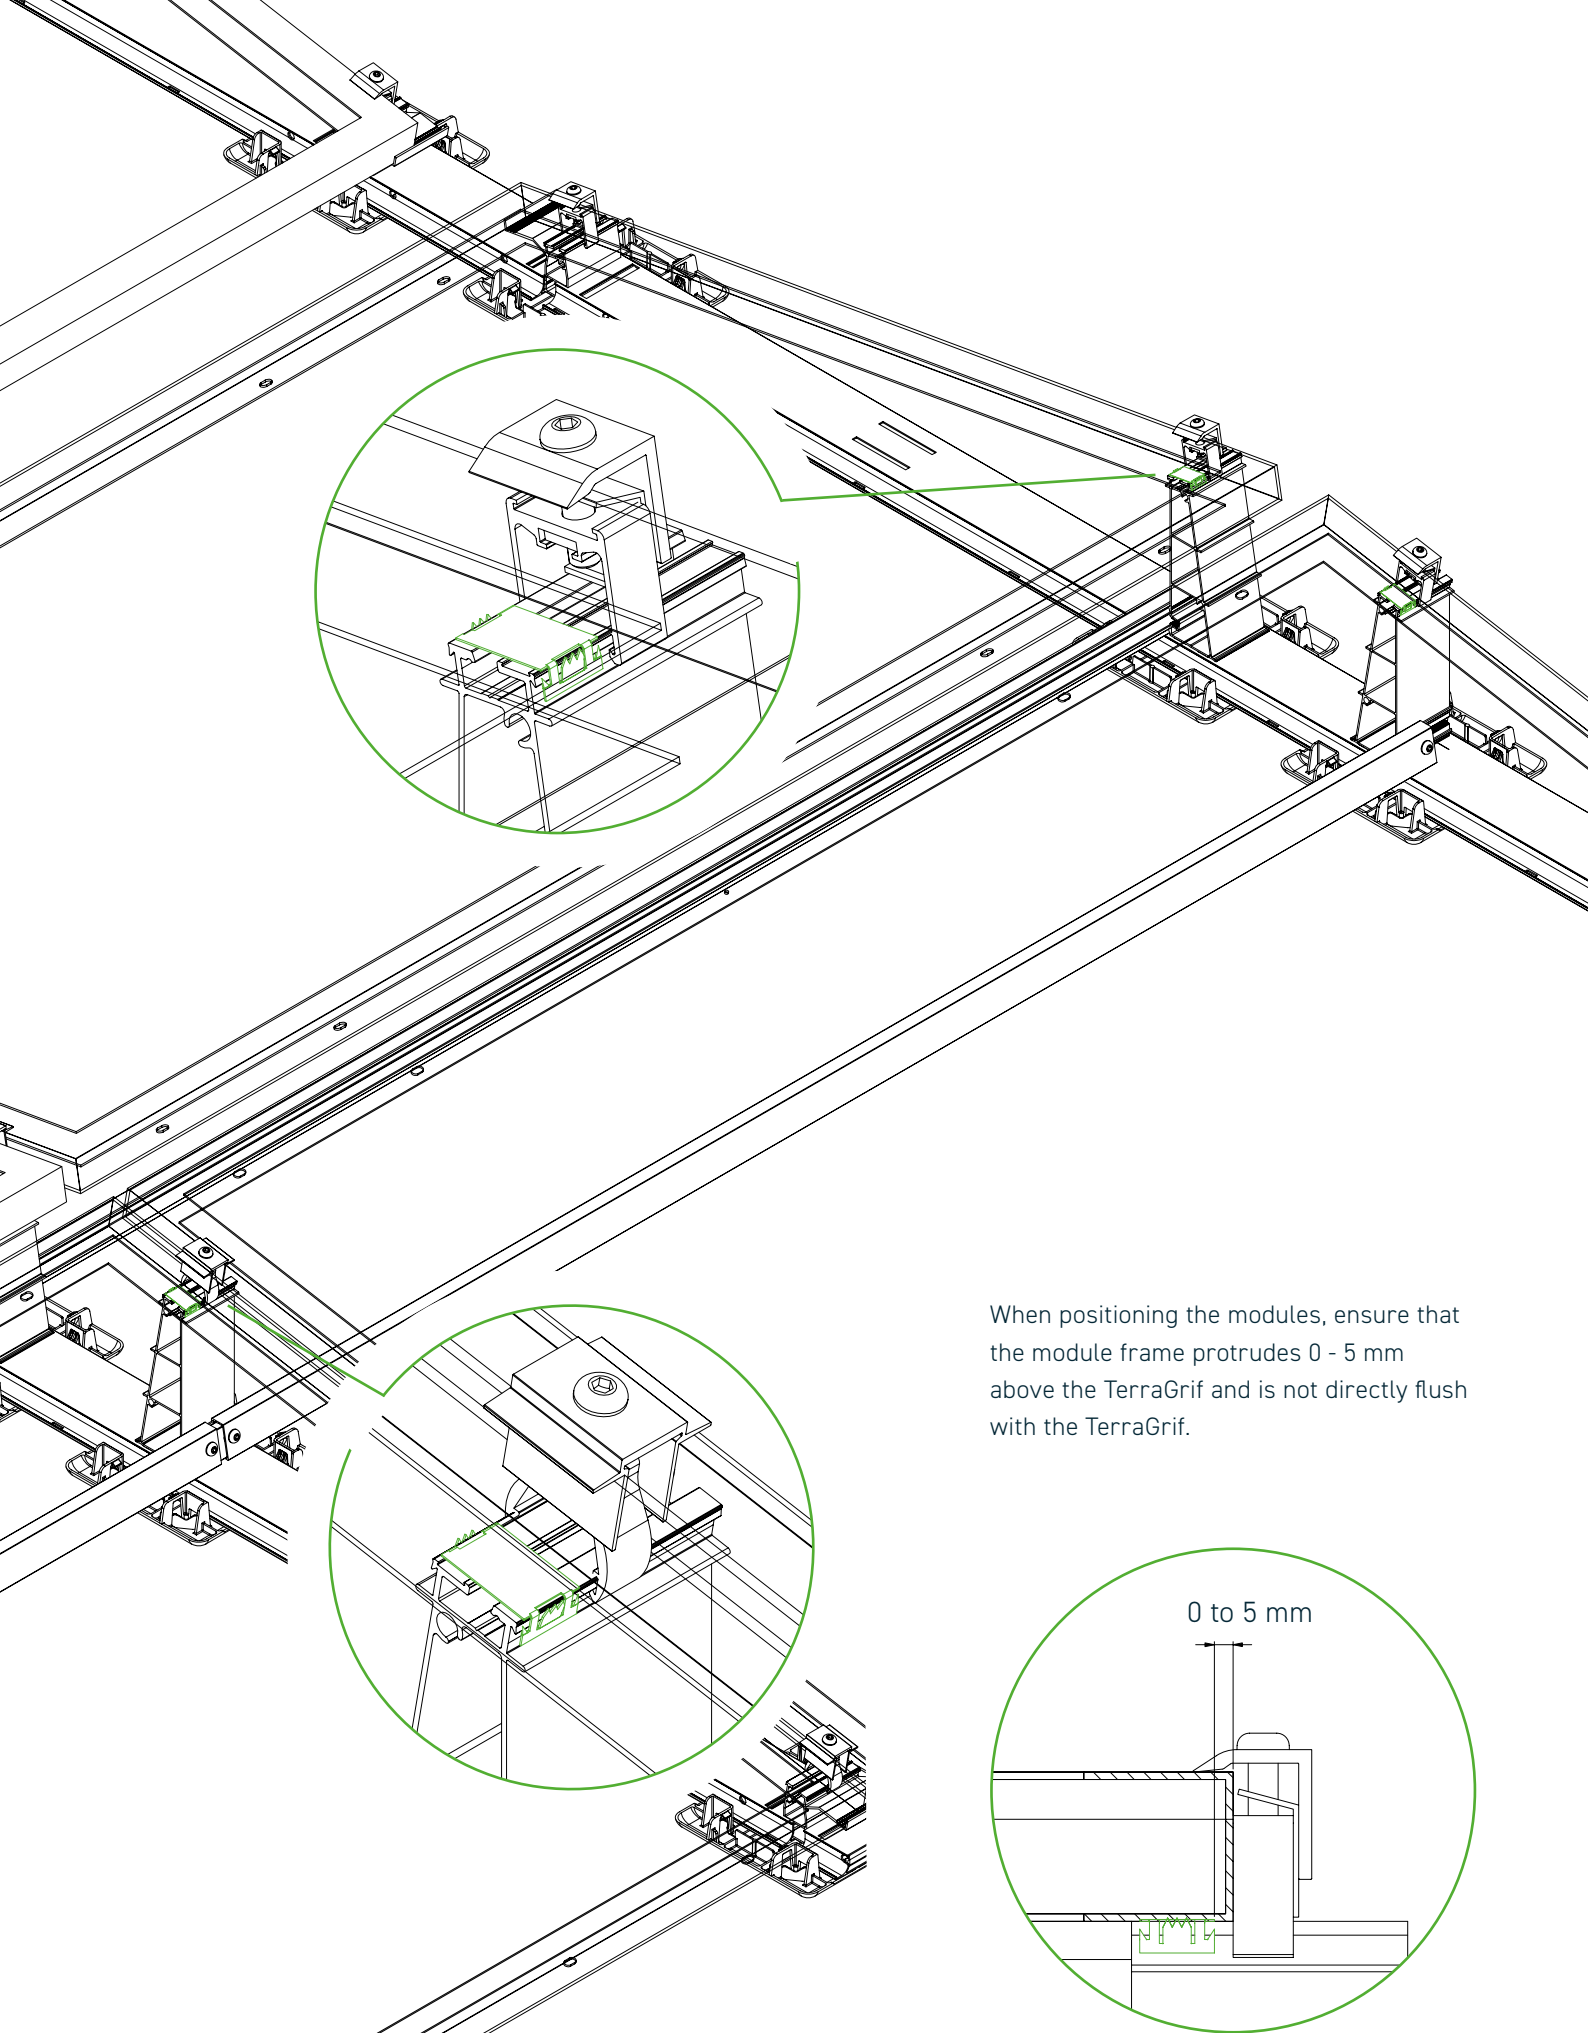 When positioning the modules, ensure that
the module frame protrudes 0 - 5 mm
above the TerraGrif and is not directly flush
with the TerraGrif.
0 to 5 mm